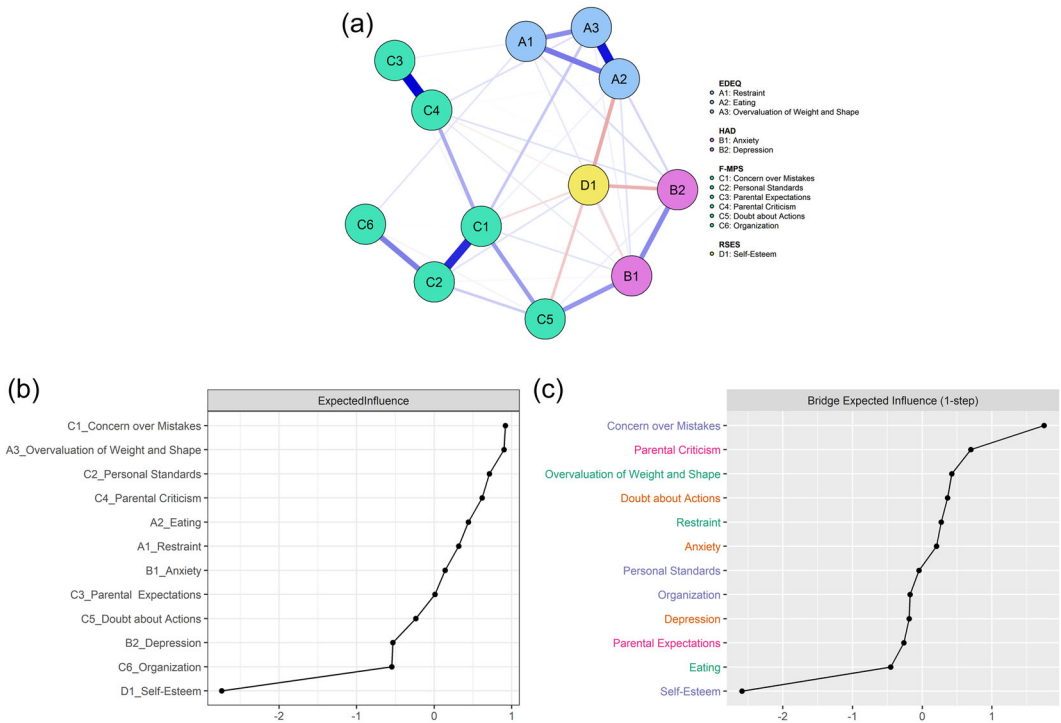 (a)
A3
A1
A2
C3
C4
D1
B2
C6
C1
C2
B1
C5
EDEQ
A1: Restraint
A2: Eating
A3: Overvaluation of Weight and Shape
HAD
B1: Anxiety
B2: Depression
F-MPS
C1: Concern over Mistakes
C2: Personal Standards
C3: Parental Expectations
C4: Parental Criticism
C5: Doubt about Actions
C6: Organization
RSES
D1: Self-Esteem
(b)
ExpectedInfluence
C1_Concern over Mistakes
A3_Overvaluation of Weight and Shape
C2_Personal Standards
C4_Parental Criticism
A2_Eating
A1_Restraint
B1_Anxiety
C3_Parental Expectations
C5_Doubt about Actions
B2_Depression
C6_Organization
D1_Self-Esteem
-2 -1 0 1
(c)
Bridge Expected Influence (1-step)
Concern over Mistakes
Parental Criticism
Overvaluation of Weight and Shape
Doubt about Actions
Restraint
Anxiety
Personal Standards
Organization
Depression
Parental Expectations
Eating
Self-Esteem
-2 -1 0 1